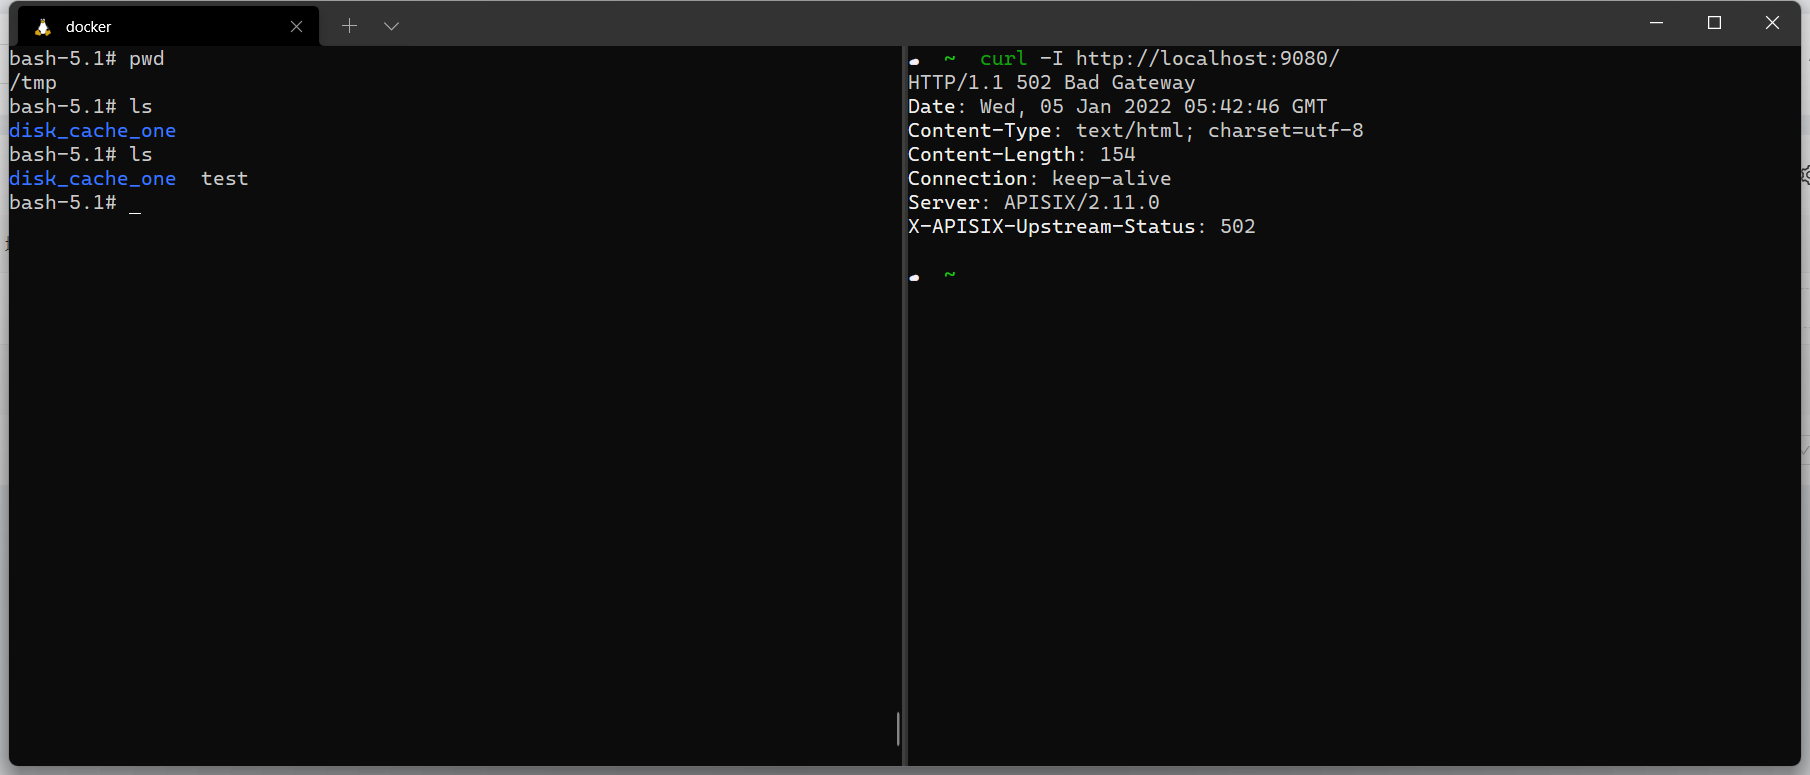 docker
bash-5.1# pwd
/tmp
bash-5.1# ls
disk_cache_one
bash-5.1# ls
disk_cache_one  test
bash-5.1# _
~ curl -I http://localhost:9080/
HTTP/1.1 502 Bad Gateway
Date: Wed, 05 Jan 2022 05:42:46 GMT
Content-Type: text/html; charset=utf-8
Content-Length: 154
Connection: keep-alive
Server: APISIX/2.11.0
X-APISIX-Upstream-Status: 502
~